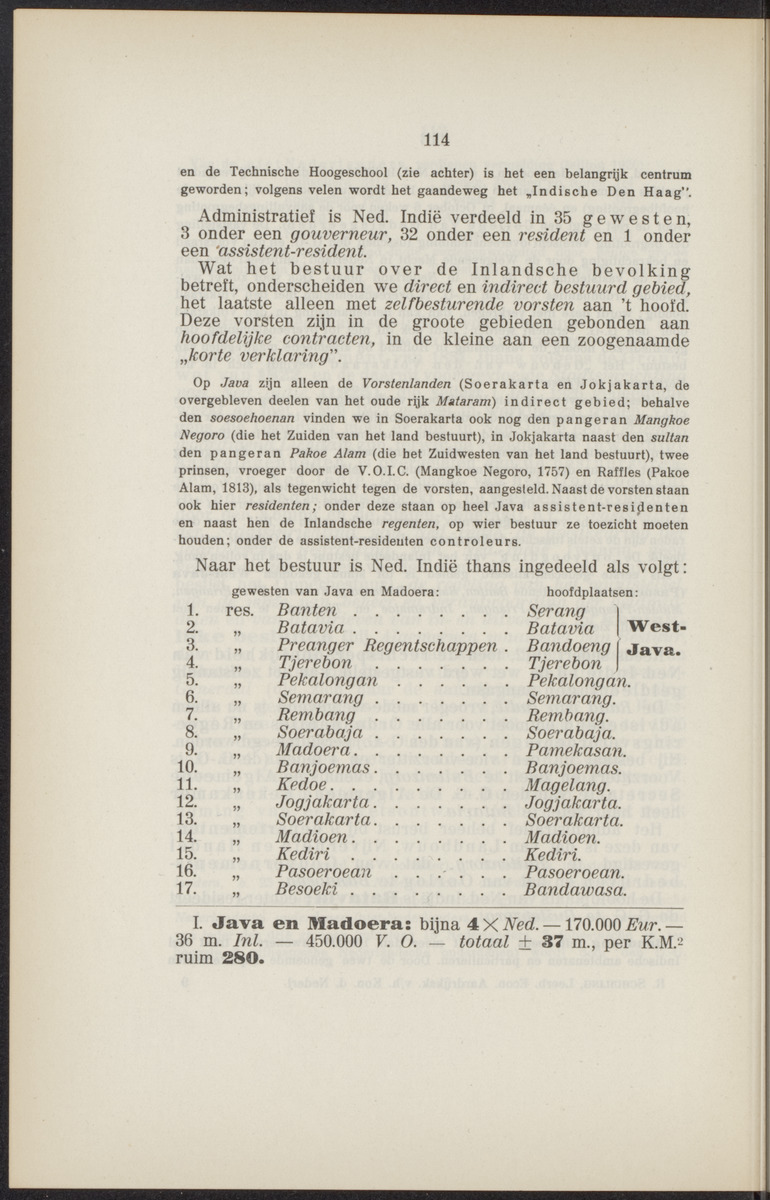 114
en de Technische Hoogeschool (zie achter) is het een belangrijk centrum
geworden; volgens velen wordt het gaandeweg het „Indische Den Haag”.
Administratief is Ned. Indië verdeeld in 35 gewesten,
3 onder een gouverneur, 32 onder een resident en 1 onder
een assistent-resident.
Wat het bestuur over de Inlandsche bevolking
betreft, onderscheiden we direct en indirect bestuurd gebied,
het laatste alleen met zelfbesturende vorsten aan 't hoofd.
Deze vorsten zijn in de groote gebieden gebonden aan
hoofdelijke contracten, in de kleine aan een zoogenaamde
„korte verklaring”.
Op Java zijn alleen de Vorstenlanden (Soerakarta en Jokjakarta, de
overgebleven deelen van het oude rijk Mataram) indirect gebied; behalve
den soesoehoenan vinden we in Soerakarta ook nog den pangeran Mangkoe
Negoro (die het Zuiden van het land bestuurt), in Jokjakarta naast den sultan
den pangeran Pakoe Alam (die het Zuidwesten van het land bestuurt), twee
prinsen, vroeger door de V.O.I.C. (Mangkoe Negoro, 1757) en Raffles (Pakoe
Alam, 1813), als tegenwicht tegen de vorsten, aangesteld. Naast de vorsten staan
ook hier residenten; onder deze staan op heel Java assistent-residenten
en naast hen de Inlandsche regenten, op wier bestuur ze toezicht moeten
houden; onder de assistent-residenten controleurs.
Naar het bestuur is Ned. Indië thans ingedeeld als volgt:
gewesten van Java en Madoera: hoofdplaatsen:
1. res. Banten . . . . . . . . Serang
2. „ Batavia . . . . . . . . Batavia West-
3. „ Preanger Regentschappen . Bandoeng Java.
4. „ Tjerebon . . . . . . . Tjerebon
5. „ Pekalongan . . . . . . Pekalongan.
6. „ Semarang . . . . . . . Semarang.
7. „ Rembang . . . . . . . Rembang.
8. „ Soerabaja . . . . . . . Soerabaja.
9. „ Madoera . . . . . . . . Pamekasan.
10. „ Banjoemas . . . . . . . Banjoemas.
11. „ Kedoe . . . . . . . . . Magelang.
12. „ Jogjakarta . . . . . . . Jogjakarta.
13. „ Soerakarta . . . . . . . Soerakarta.
14. „ Madioen . . . . . . . . Madioen.
15. „ Kediri . . . . . . . . Kediri.
16. „ Pasoeroean . . . . . . Pasoeroean.
17. „ Besoeki . . . . . . . . Bandawasa.
I. Java en Madoera: bijna 4 × Ned. — 170.000 Eur. —
36 m. Inl. — 450.000 V. O. — totaal ± 37 m., per K.M.²
ruim 280.